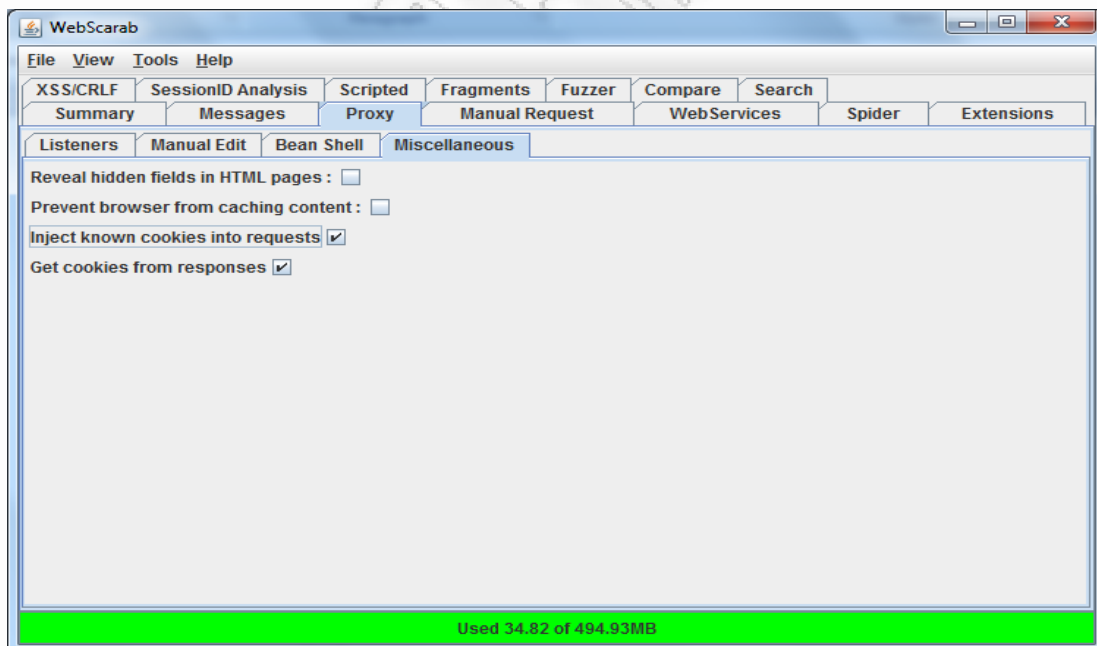 WebScarab
File View Tools Help
XSS/CRLF SessionID Analysis Scripted Fragments Fuzzer Compare Search
Summary Messages Proxy Manual Request WebServices Spider Extensions
Listeners Manual Edit Bean Shell Miscellaneous
Reveal hidden fields in HTML pages :
Prevent browser from caching content :
Inject known cookies into requests
Get cookies from responses
Used 34.82 of 494.93MB